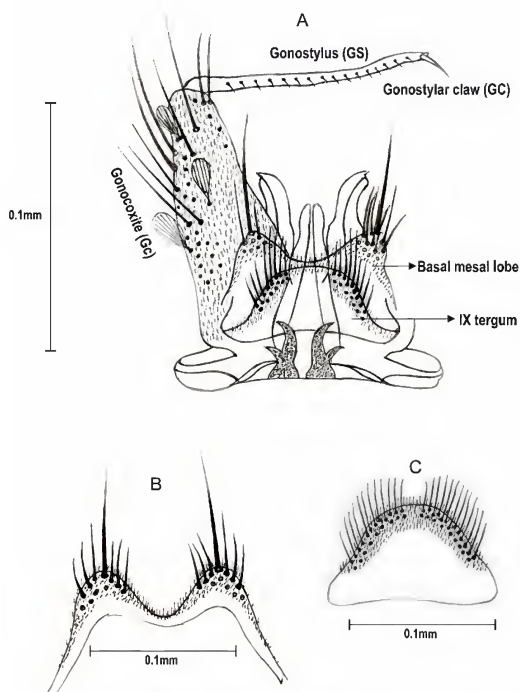 A
Gonostylus (GS)
Gonostylar claw (GC)
Gonocoxite (Gc)
0.1mm
Basal mesal lobe
IX tergum
B
0.1mm
C
0.1mm